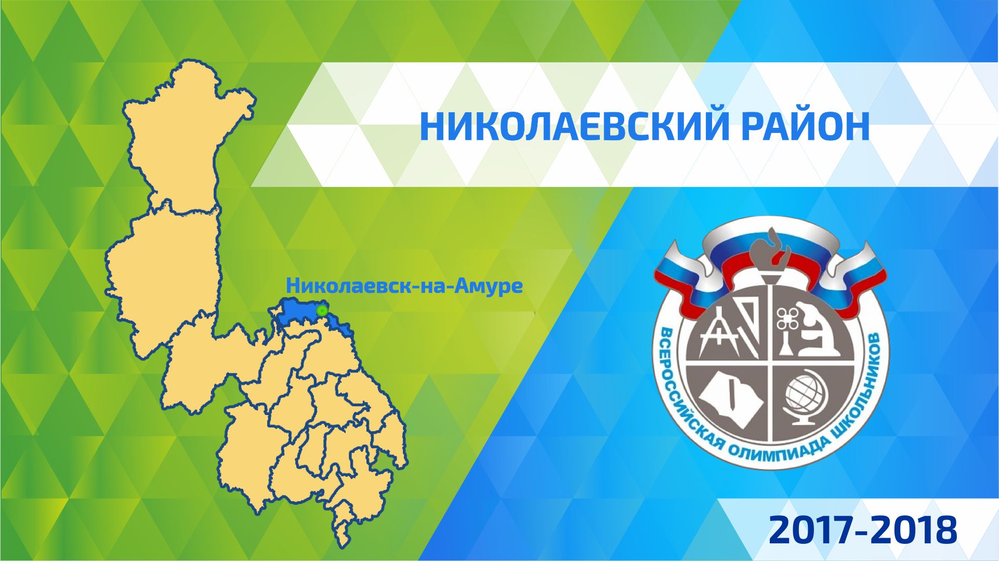 НИКОЛАЕВСКИЙ РАЙОН
Николаевск-на-Амуре
ВСЕРОССИЙСКАЯ ОЛИМПИАДА ШКОЛЬНИКОВ
2017-2018